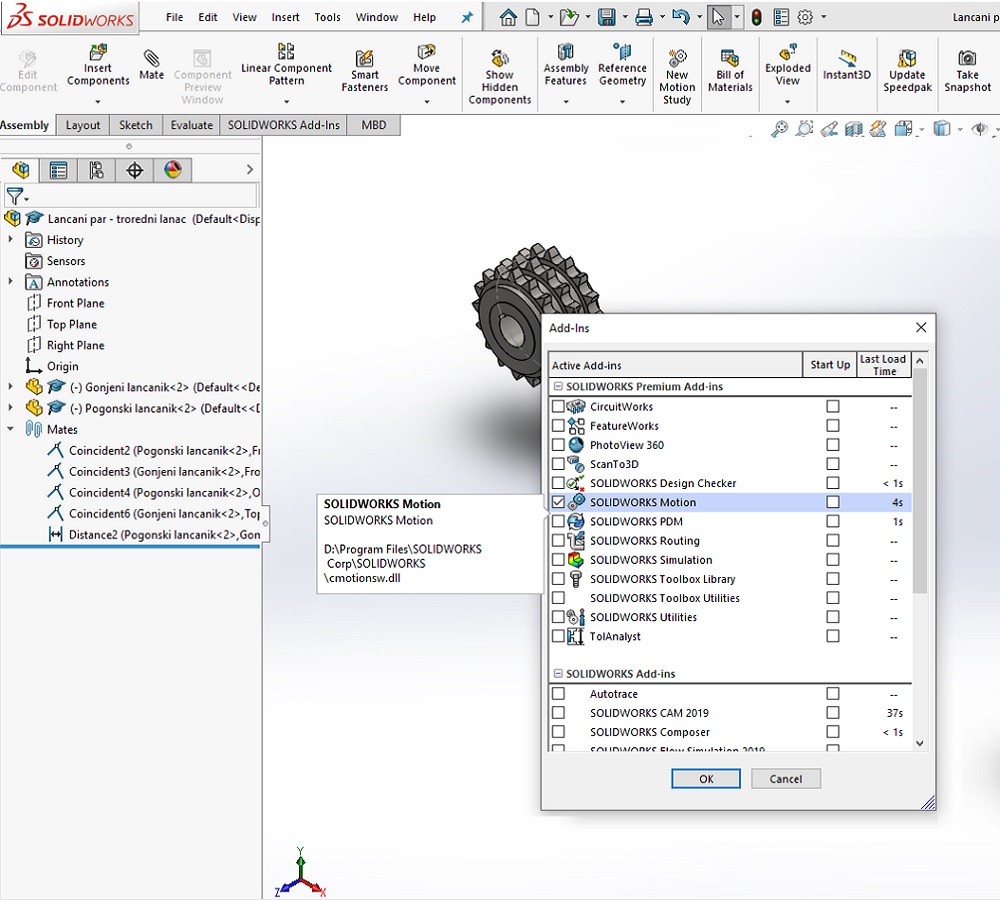 SOLIDWORKS
File Edit View Insert Tools Window Help
Lancani p
Edit Component
Insert Components
Mate
Component Preview Window
Linear Component Pattern
Smart Fasteners
Move Component
Show Hidden Components
Assembly Features
Reference Geometry
New Motion Study
Bill of Materials
Exploded View
Instant3D
Update Speedpak
Take Snapshot
Assembly Layout Sketch Evaluate SOLIDWORKS Add-Ins MBD
Lancani par - troredni lanac (Default<Disp
History
Sensors
Annotations
Front Plane
Top Plane
Right Plane
Origin
(-) Gonjeni lancanik<2> (Default<<De
(-) Pogonski lancanik<2> (Default<<D
Mates
Coincident2 (Pogonski lancanik<2>,Fr
Coincident3 (Gonjeni lancanik<2>,Fro
Coincident4 (Pogonski lancanik<2>,O
Coincident6 (Gonjeni lancanik<2>,Top
Distance2 (Pogonski lancanik<2>,Gon
SOLIDWORKS Motion
SOLIDWORKS Motion
D:\Program Files\SOLIDWORKS
Corp\SOLIDWORKS
\cmotionsw.dll
Add-Ins
Active Add-ins Start Up Last Load Time
SOLIDWORKS Premium Add-ins
CircuitWorks --
FeatureWorks --
PhotoView 360 --
ScanTo3D --
SOLIDWORKS Design Checker < 1s
SOLIDWORKS Motion 4s
SOLIDWORKS PDM 1s
SOLIDWORKS Routing --
SOLIDWORKS Simulation --
SOLIDWORKS Toolbox Library --
SOLIDWORKS Toolbox Utilities --
SOLIDWORKS Utilities --
TolAnalyst --
SOLIDWORKS Add-ins
Autotrace --
SOLIDWORKS CAM 2019 37s
SOLIDWORKS Composer < 1s
SOLIDWORKS Flow Simulation 2019
OK Cancel
Y
Z X